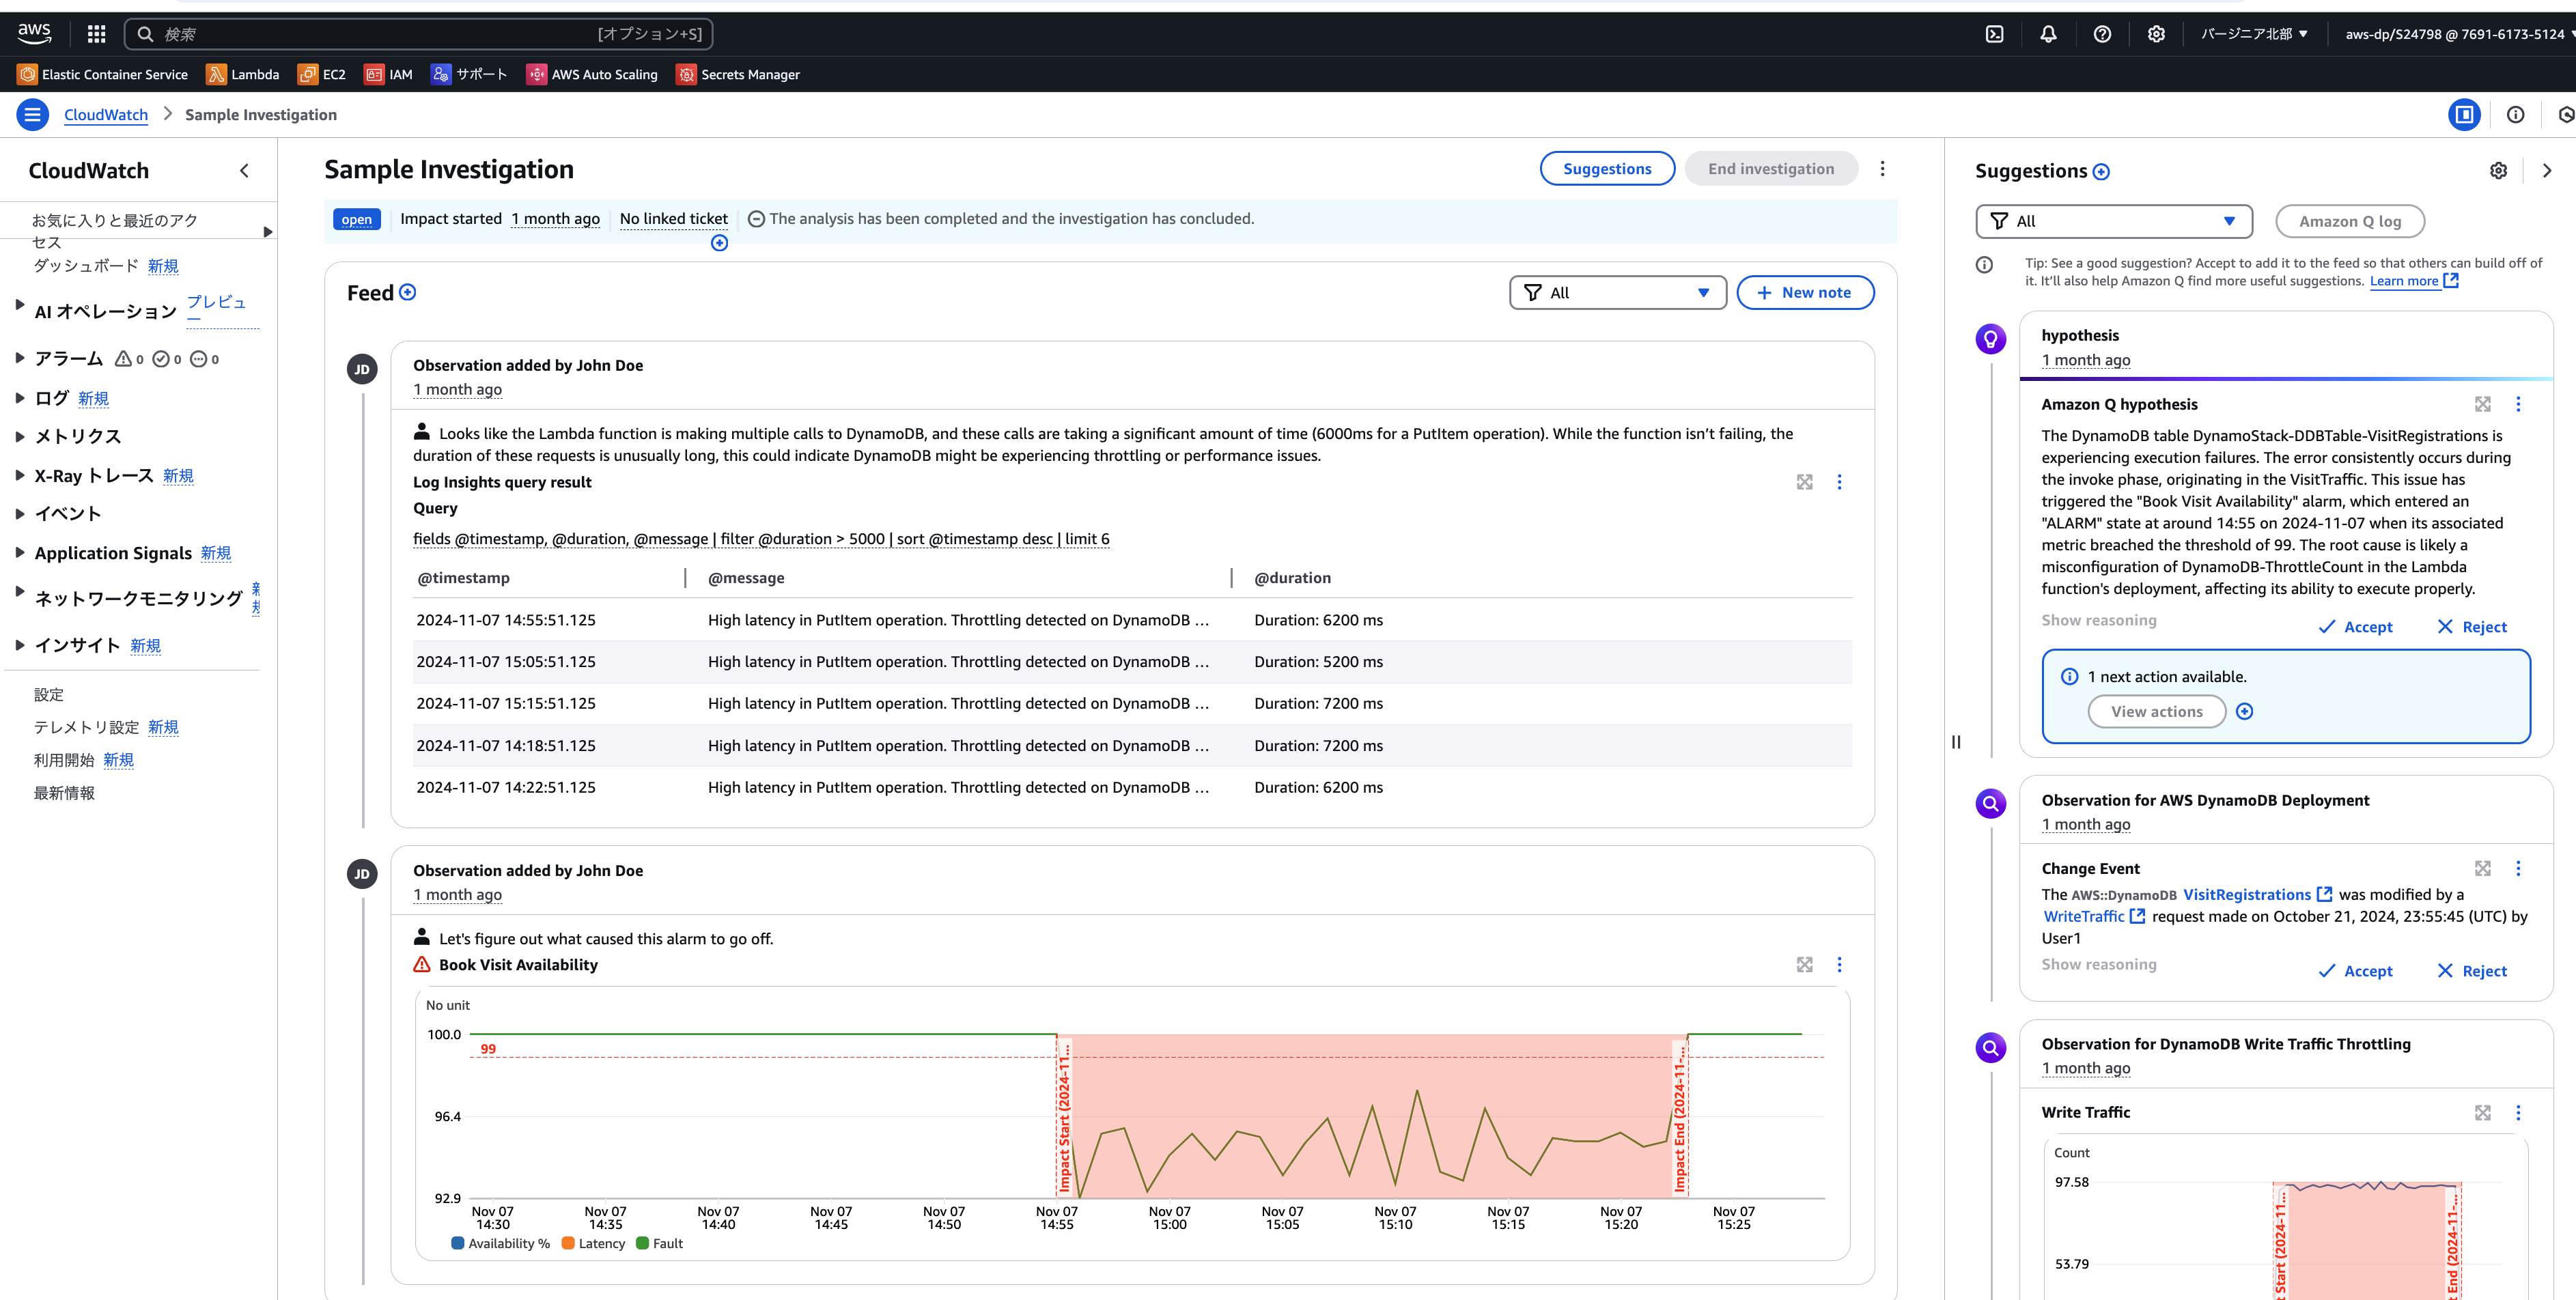 aws
検索
[オプション+S]
バージニア北部
aws-dp/S24798 @ 7691-6173-5124
Elastic Container Service
Lambda
EC2
IAM
サポート
AWS Auto Scaling
Secrets Manager
CloudWatch
Sample Investigation
CloudWatch
お気に入りと最近のアク
セス
ダッシュボード 新規
AI オペレーション プレビュ
ー
アラーム 0 0 0
ログ 新規
メトリクス
X-Ray トレース 新規
イベント
Application Signals 新規
ネットワークモニタリング 新
規
インサイト 新規
設定
テレメトリ設定 新規
利用開始 新規
最新情報
Sample Investigation
Suggestions
End investigation
open
Impact started 1 month ago
No linked ticket
The analysis has been completed and the investigation has concluded.
Feed
All
New note
JD
Observation added by John Doe
1 month ago
Looks like the Lambda function is making multiple calls to DynamoDB, and these calls are taking a significant amount of time (6000ms for a PutItem operation). While the function isn’t failing, the
duration of these requests is unusually long, this could indicate DynamoDB might be experiencing throttling or performance issues.
Log Insights query result
Query
fields @timestamp, @duration, @message | filter @duration > 5000 | sort @timestamp desc | limit 6
@timestamp @message @duration
2024-11-07 14:55:51.125 High latency in PutItem operation. Throttling detected on DynamoDB … Duration: 6200 ms
2024-11-07 15:05:51.125 High latency in PutItem operation. Throttling detected on DynamoDB … Duration: 5200 ms
2024-11-07 15:15:51.125 High latency in PutItem operation. Throttling detected on DynamoDB … Duration: 7200 ms
2024-11-07 14:18:51.125 High latency in PutItem operation. Throttling detected on DynamoDB … Duration: 7200 ms
2024-11-07 14:22:51.125 High latency in PutItem operation. Throttling detected on DynamoDB … Duration: 6200 ms
JD
Observation added by John Doe
1 month ago
Let's figure out what caused this alarm to go off.
Book Visit Availability
No unit
100.0
99
96.4
92.9
Impact Start (2024-11...
Impact End (2024-11-...
Nov 07 Nov 07 Nov 07 Nov 07 Nov 07 Nov 07 Nov 07 Nov 07 Nov 07 Nov 07 Nov 07 Nov 07
14:30 14:35 14:40 14:45 14:50 14:55 15:00 15:05 15:10 15:15 15:20 15:25
Availability % Latency Fault
Suggestions
All
Amazon Q log
Tip: See a good suggestion? Accept to add it to the feed so that others can build off of
it. It’ll also help Amazon Q find more useful suggestions. Learn more
hypothesis
1 month ago
Amazon Q hypothesis
The DynamoDB table DynamoStack-DDBTable-VisitRegistrations is
experiencing execution failures. The error consistently occurs during
the invoke phase, originating in the VisitTraffic. This issue has
triggered the "Book Visit Availability" alarm, which entered an
"ALARM" state at around 14:55 on 2024-11-07 when its associated
metric breached the threshold of 99. The root cause is likely a
misconfiguration of DynamoDB-ThrottleCount in the Lambda
function's deployment, affecting its ability to execute properly.
Show reasoning
Accept
Reject
1 next action available.
View actions
Observation for AWS DynamoDB Deployment
1 month ago
Change Event
The AWS::DynamoDB VisitRegistrations was modified by a
WriteTraffic request made on October 21, 2024, 23:55:45 (UTC) by
User1
Show reasoning
Accept
Reject
Observation for DynamoDB Write Traffic Throttling
1 month ago
Write Traffic
Count
97.58
53.79
t Start (2024-11...
t End (2024-11-...